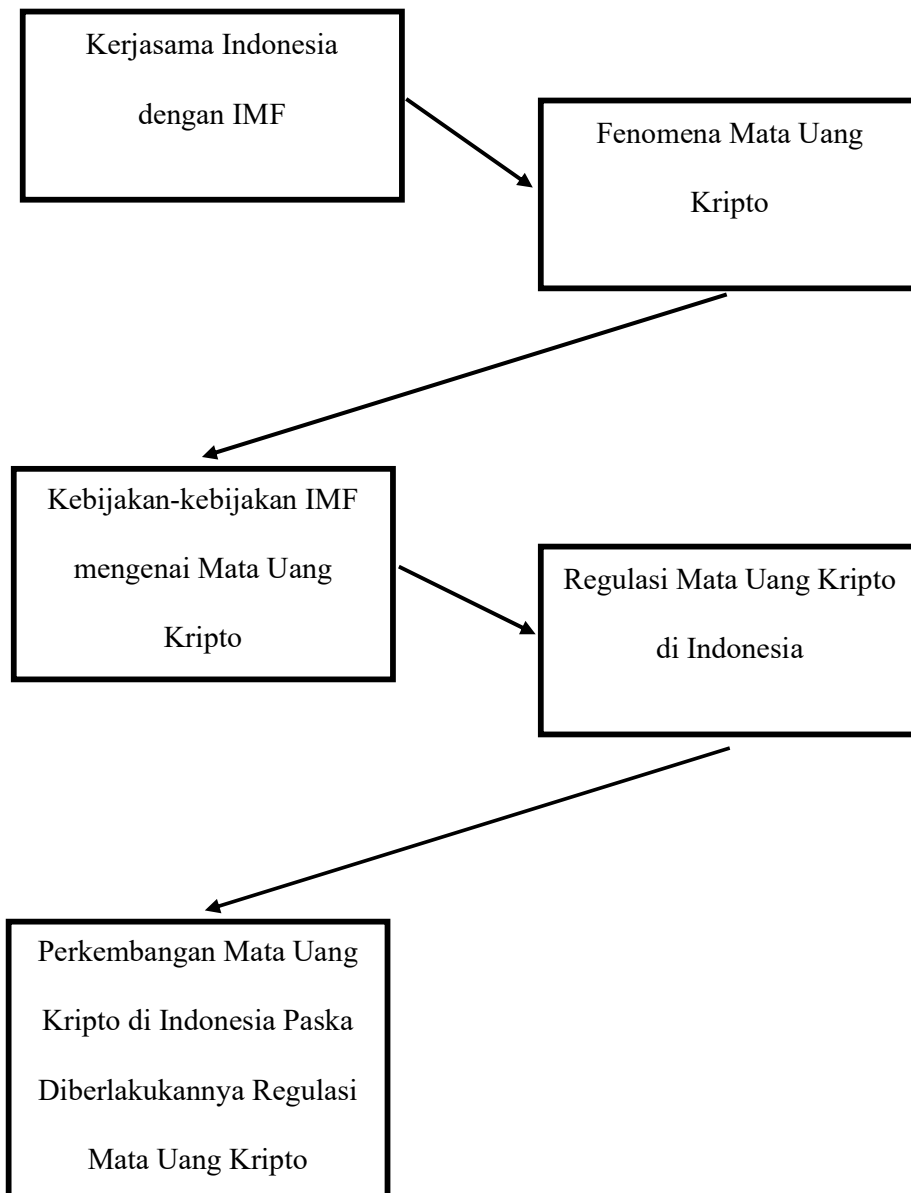 Kerjasama Indonesia
dengan IMF
Fenomena Mata Uang
Kripto
Kebijakan-kebijakan IMF
mengenai Mata Uang
Kripto
Regulasi Mata Uang Kripto
di Indonesia
Perkembangan Mata Uang
Kripto di Indonesia Paska
Diberlakukannya Regulasi
Mata Uang Kripto